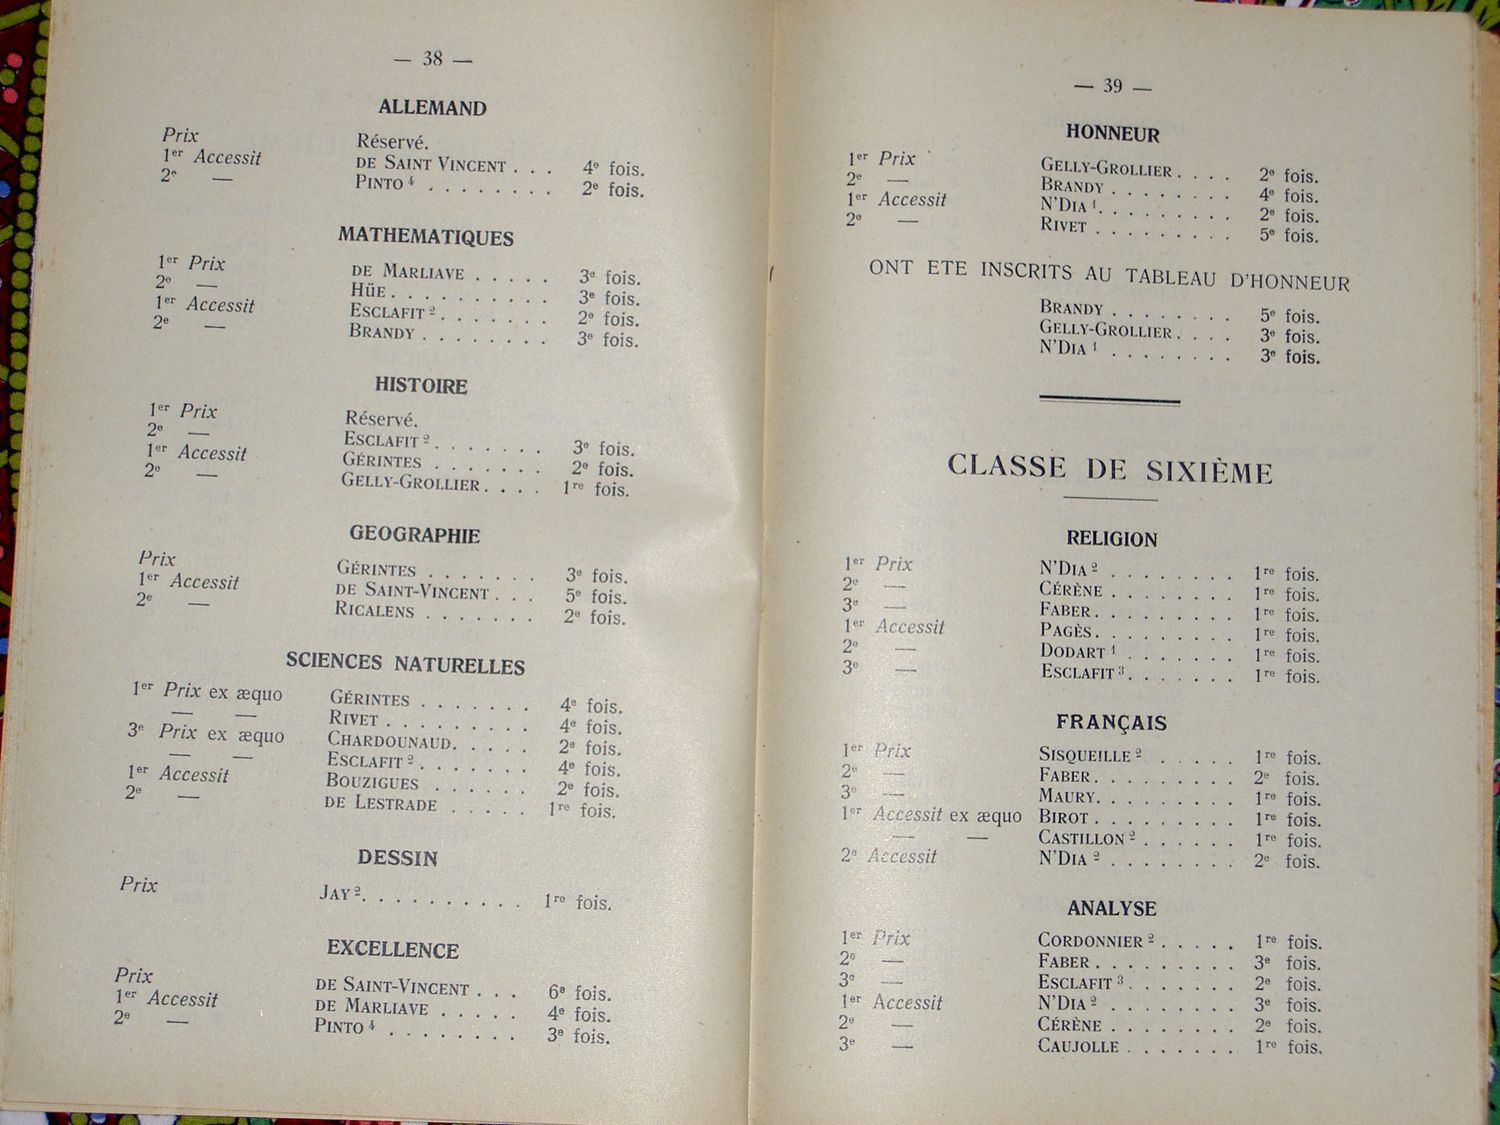 — 38 —
ALLEMAND
Prix Réservé.
1er Accessit DE SAINT VINCENT . . . 4e fois.
2e — PINTO 4 . . . . . . . . 2e fois.
MATHEMATIQUES
1er Prix DE MARLIAVE . . . . . 3e fois.
2e — HÜE . . . . . . . . . . 3e fois.
1er Accessit ESCLAFIT 2 . . . . . . . 2e fois.
2e — BRANDY . . . . . . . . 3e fois.
HISTOIRE
1er Prix Réservé.
2e — ESCLAFIT 2 . . . . . . . 3e fois.
1er Accessit GÉRINTES . . . . . . . 2e fois.
2e — GELLY-GROLLIER . . . . 1re fois.
GEOGRAPHIE
Prix GÉRINTES . . . . . . . 3e fois.
1er Accessit DE SAINT-VINCENT . . . 5e fois.
2e — RICALENS . . . . . . . 2e fois.
SCIENCES NATURELLES
1er Prix ex æquo GÉRINTES . . . . . . . 4e fois.
— — RIVET . . . . . . . . . 4e fois.
3e Prix ex æquo CHARDOUNAUD . . . . . 2e fois.
— — ESCLAFIT 2 . . . . . . . 4e fois.
1er Accessit BOUZIGUES . . . . . . 2e fois.
2e — DE LESTRADE . . . . . 1re fois.
DESSIN
Prix JAY 2 . . . . . . . . . . 1re fois.
EXCELLENCE
Prix DE SAINT-VINCENT . . . 6e fois.
1er Accessit DE MARLIAVE . . . . . 4e fois.
2e — PINTO 4 . . . . . . . . 3e fois.
— 39 —
HONNEUR
1er Prix GELLY-GROLLIER . . . . 2e fois.
2e — BRANDY . . . . . . . . 4e fois.
1er Accessit N'DIA 1 . . . . . . . . . 2e fois.
2e — RIVET . . . . . . . . . 5e fois.
ONT ETE INSCRITS AU TABLEAU D'HONNEUR
BRANDY . . . . . . . . 5e fois.
GELLY-GROLLIER . . . . 3e fois.
N'DIA 1 . . . . . . . . 3e fois.
CLASSE DE SIXIÈME
RELIGION
1er Prix N'DIA 2 . . . . . . . . 1re fois.
2e — CÉRÈNE . . . . . . . . 1re fois.
3e — FABER . . . . . . . . . 1re fois.
1er Accessit PAGÈS . . . . . . . . . 1re fois.
2e — DODART 1 . . . . . . . 1re fois.
3e — ESCLAFIT 3 . . . . . . . 1re fois.
FRANÇAIS
1er Prix SISQUEILLE 2 . . . . . . 1re fois.
2e — FABER . . . . . . . . . 2e fois.
3e — MAURY . . . . . . . . . 1re fois.
1er Accessit ex æquo BIROT . . . . . . . . . 1re fois.
— — CASTILLON 2 . . . . . . 1re fois.
2e Accessit N'DIA 2 . . . . . . . . 2e fois.
ANALYSE
1er Prix CORDONNIER 2 . . . . . 1re fois.
2e — FABER . . . . . . . . . 3e fois.
3e — ESCLAFIT 3 . . . . . . . 2e fois.
1er Accessit N'DIA 2 . . . . . . . . 3e fois.
2e — CÉRÈNE . . . . . . . . 2e fois.
3e — CAUJOLLE . . . . . . . 1re fois.